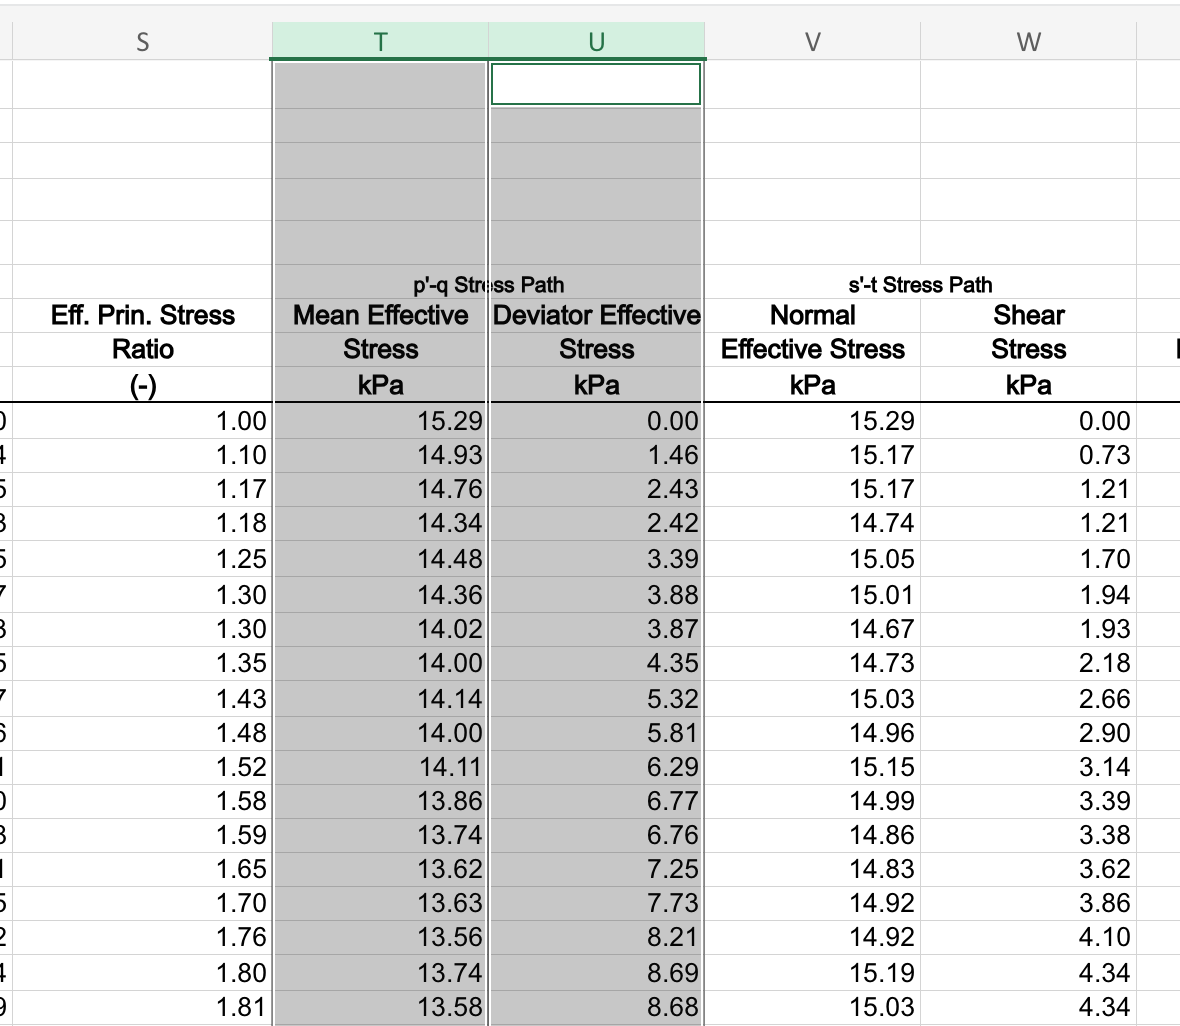 S T U V W
p'-q Stress Path s'-t Stress Path
Eff. Prin. Stress Mean Effective Deviator Effective Normal Shear
Ratio Stress Stress Effective Stress Stress
(-) kPa kPa kPa kPa
1.00 15.29 0.00 15.29 0.00
1.10 14.93 1.46 15.17 0.73
1.17 14.76 2.43 15.17 1.21
1.18 14.34 2.42 14.74 1.21
1.25 14.48 3.39 15.05 1.70
1.30 14.36 3.88 15.01 1.94
1.30 14.02 3.87 14.67 1.93
1.35 14.00 4.35 14.73 2.18
1.43 14.14 5.32 15.03 2.66
1.48 14.00 5.81 14.96 2.90
1.52 14.11 6.29 15.15 3.14
1.58 13.86 6.77 14.99 3.39
1.59 13.74 6.76 14.86 3.38
1.65 13.62 7.25 14.83 3.62
1.70 13.63 7.73 14.92 3.86
1.76 13.56 8.21 14.92 4.10
1.80 13.74 8.69 15.19 4.34
1.81 13.58 8.68 15.03 4.34